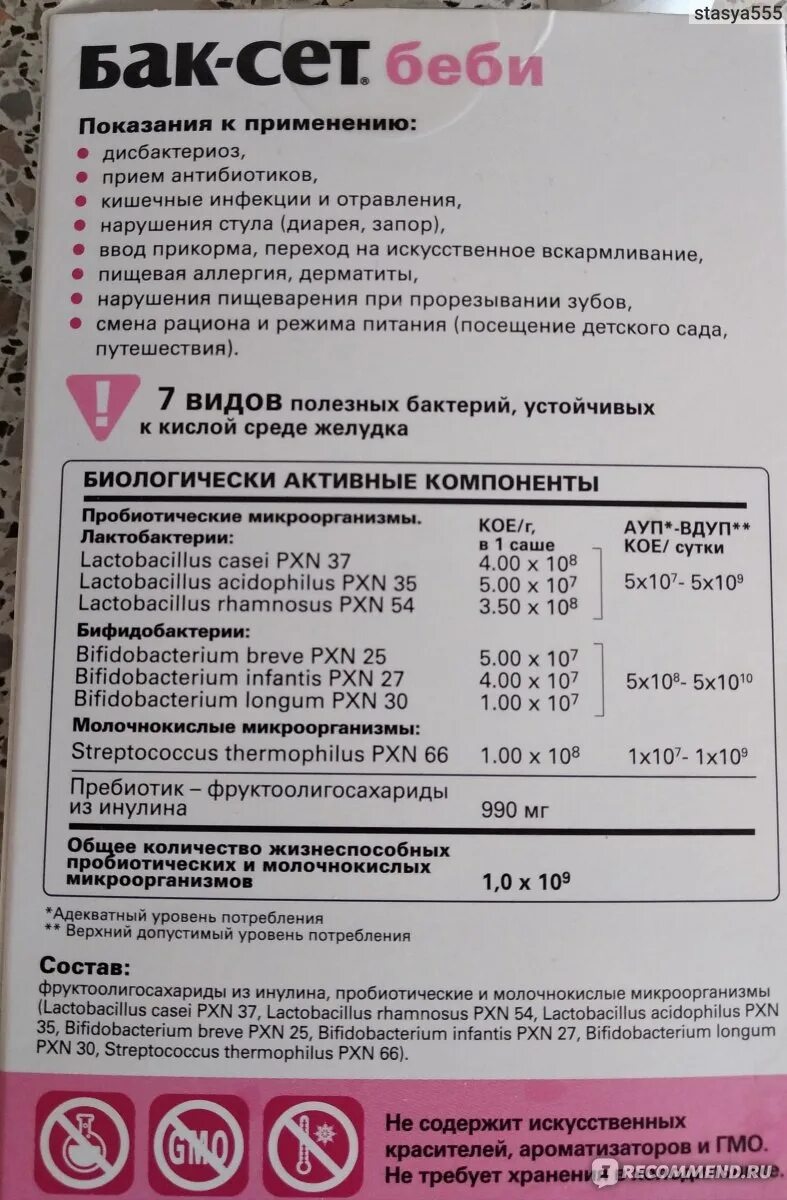 stasya555
БАК-СЕТ® беби
Показания к применению:
• дисбактериоз,
• прием антибиотиков,
• кишечные инфекции и отравления,
• нарушения стула (диарея, запор),
• ввод прикорма, переход на искусственное вскармливание,
• пищевая аллергия, дерматиты,
• нарушения пищеварения при прорезывании зубов,
• смена рациона и режима питания (посещение детского сада,
путешествия).
! 7 ВИДОВ полезных бактерий, устойчивых
к кислой среде желудка
БИОЛОГИЧЕСКИ АКТИВНЫЕ КОМПОНЕНТЫ
Пробиотические микроорганизмы. КОЕ/г, АУП*-ВДУП**
Лактобактерии: в 1 саше КОЕ/ сутки
Lactobacillus casei PXN 37 4.00 x 10⁸
Lactobacillus acidophilus PXN 35 5.00 x 10⁷ 5x10⁷- 5x10⁹
Lactobacillus rhamnosus PXN 54 3.50 x 10⁸
Бифидобактерии:
Bifidobacterium breve PXN 25 5.00 x 10⁷
Bifidobacterium infantis PXN 27 4.00 x 10⁷ 5x10⁸- 5x10¹⁰
Bifidobacterium longum PXN 30 1.00 x 10⁷
Молочнокислые микроорганизмы:
Streptococcus thermophilus PXN 66 1.00 x 10⁸ 1x10⁷- 1x10⁹
Пребиотик – фруктоолигосахариды
из инулина 990 мг
Общее количество жизнеспособных
пробиотических и молочнокислых
микроорганизмов 1,0 x 10⁹
*Адекватный уровень потребления
** Верхний допустимый уровень потребления
Состав:
фруктоолигосахариды из инулина, пробиотические и молочнокислые микроорганизмы
(Lactobacillus casei PXN 37, Lactobacillus rhamnosus PXN 54, Lactobacillus acidophilus PXN
35, Bifidobacterium breve PXN 25, Bifidobacterium infantis PXN 27, Bifidobacterium longum
PXN 30, Streptococcus thermophilus PXN 66).
GMO
Не содержит искусственных
красителей, ароматизаторов и ГМО.
Не требует хранения
RECOMMEND.RU